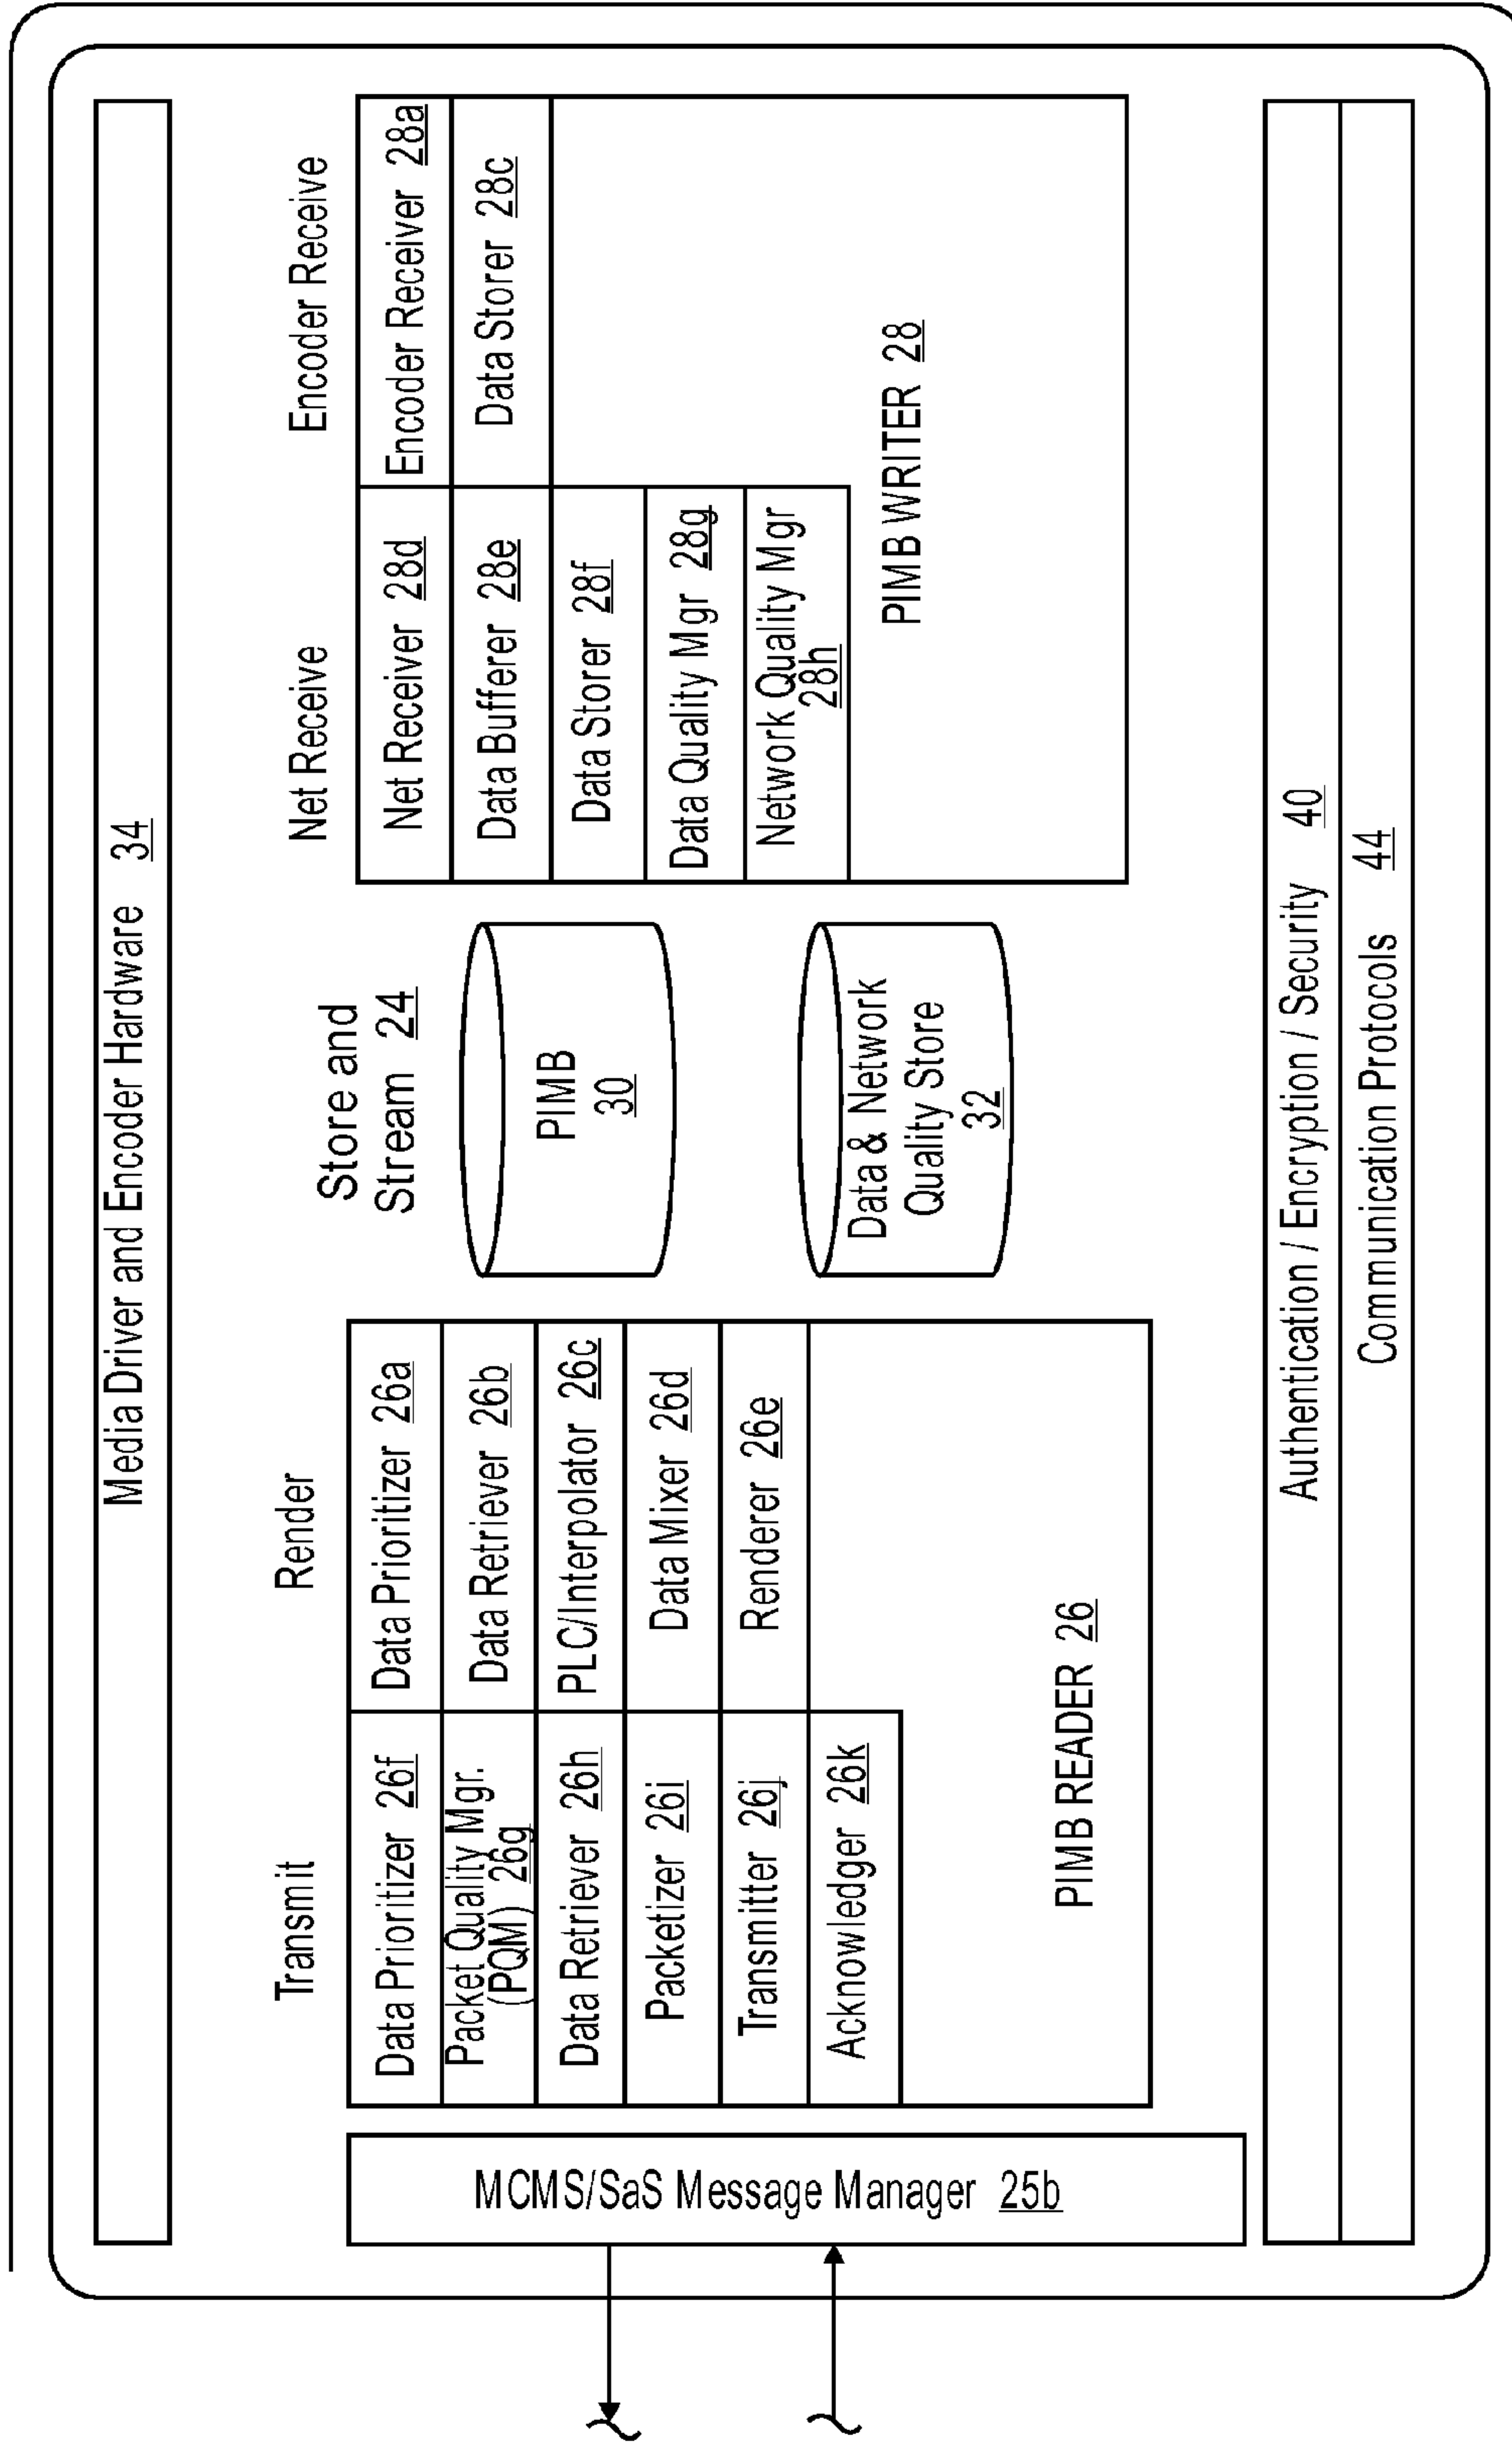 Media Driver and Encoder Hardware 34
MCMS/SaS Message Manager 25b
Transmit
Render
Data Prioritizer 26f
Data Prioritizer 26a
Packet Quality Mgr.
(PQM) 26g
Data Retriever 26b
Data Retriever 26h
PLC/Interpolator 26c
Packetizer 26i
Data Mixer 26d
Transmitter 26j
Renderer 26e
Acknowledger 26k
PIMB READER 26
Store and
Stream 24
PIMB
30
Data & Network
Quality Store
32
Net Receive
Encoder Receive
Net Receiver 28d
Encoder Receiver 28a
Data Bufferer 28e
Data Storer 28c
Data Storer 28f
Data Quality Mgr 28g
Network Quality Mgr
28h
PIMB WRITER 28
Authentication / Encryption / Security 40
Communication Protocols 44